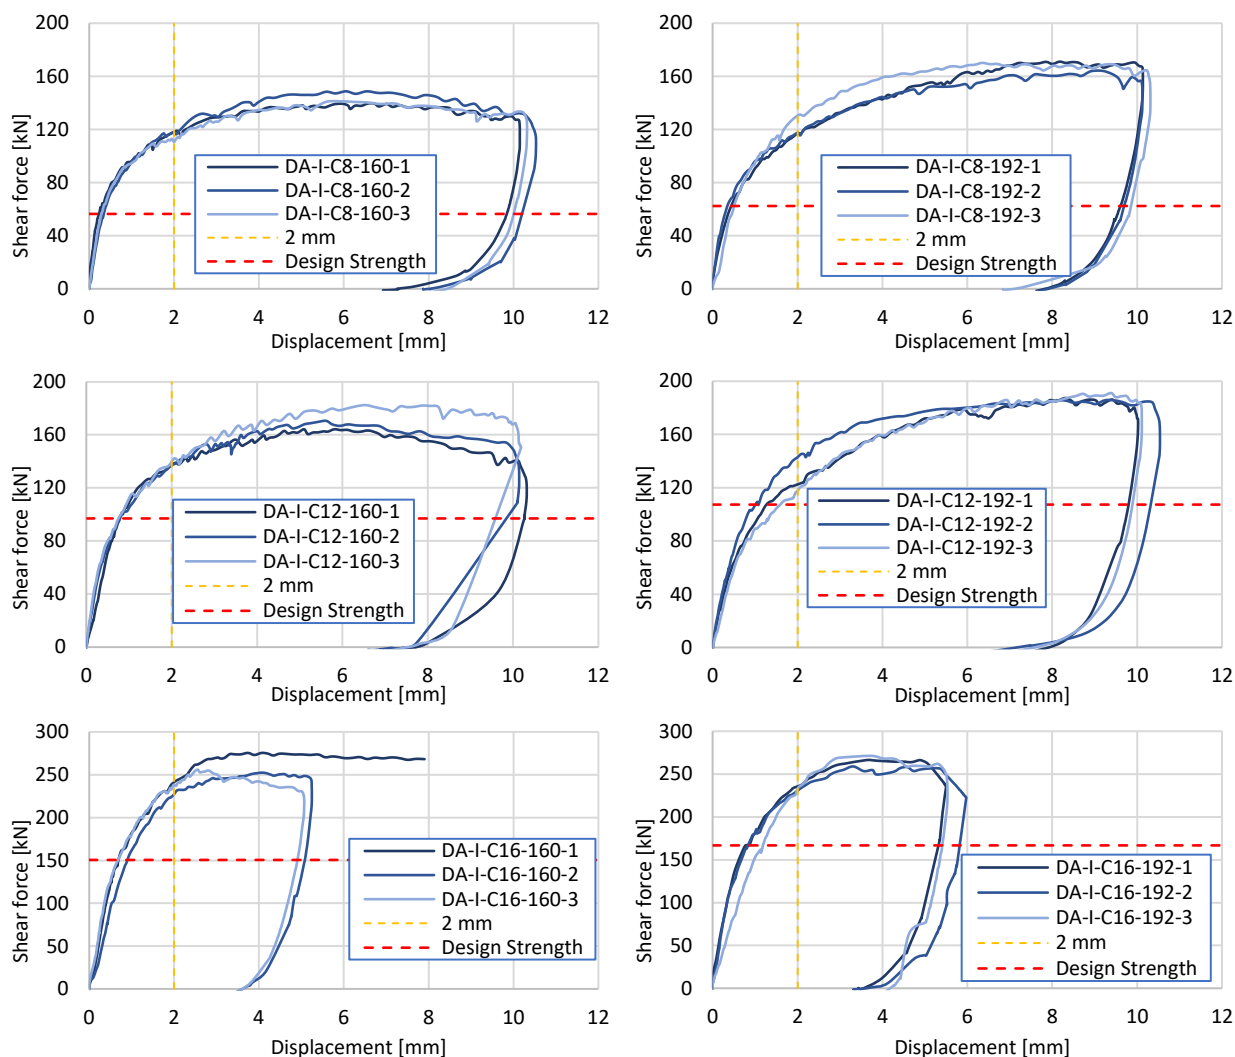 Shear force [kN]
200
160
120
80
40
0
0 2 4 6 8 10 12
Displacement [mm]
DA-I-C8-160-1
DA-I-C8-160-2
DA-I-C8-160-3
2 mm
Design Strength
Shear force [kN]
200
160
120
80
40
0
0 2 4 6 8 10 12
Displacement [mm]
DA-I-C8-192-1
DA-I-C8-192-2
DA-I-C8-192-3
2 mm
Design Strength
Shear force [kN]
200
160
120
80
40
0
0 2 4 6 8 10 12
Displacement [mm]
DA-I-C12-160-1
DA-I-C12-160-2
DA-I-C12-160-3
2 mm
Design Strength
Shear force [kN]
200
160
120
80
40
0
0 2 4 6 8 10 12
Displacement [mm]
DA-I-C12-192-1
DA-I-C12-192-2
DA-I-C12-192-3
2 mm
Design Strength
Shear force [kN]
300
250
200
150
100
50
0
0 2 4 6 8 10 12
Displacement [mm]
DA-I-C16-160-1
DA-I-C16-160-2
DA-I-C16-160-3
2 mm
Design Strength
Shear force [kN]
300
250
200
150
100
50
0
0 2 4 6 8 10 12
Displacement [mm]
DA-I-C16-192-1
DA-I-C16-192-2
DA-I-C16-192-3
2 mm
Design Strength